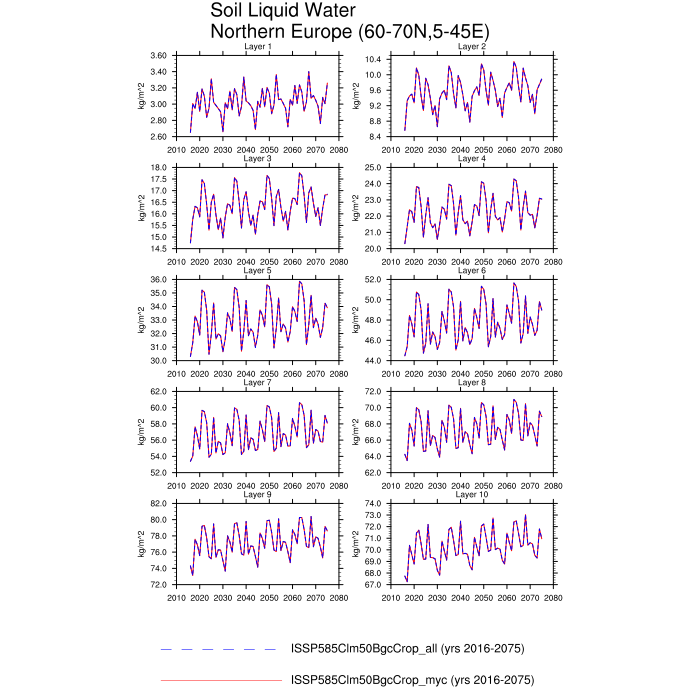 Soil Liquid Water
Northern Europe (60-70N,5-45E)
Layer 1
Layer 2
kg/m^2
3.60
3.40
3.20
3.00
2.80
2.60
2010 2020 2030 2040 2050 2060 2070 2080
kg/m^2
10.4
10.0
9.6
9.2
8.8
8.4
2010 2020 2030 2040 2050 2060 2070 2080
Layer 3
Layer 4
kg/m^2
18.0
17.5
17.0
16.5
16.0
15.5
15.0
14.5
2010 2020 2030 2040 2050 2060 2070 2080
kg/m^2
25.0
24.0
23.0
22.0
21.0
20.0
2010 2020 2030 2040 2050 2060 2070 2080
Layer 5
Layer 6
kg/m^2
36.0
35.0
34.0
33.0
32.0
31.0
30.0
2010 2020 2030 2040 2050 2060 2070 2080
kg/m^2
52.0
50.0
48.0
46.0
44.0
2010 2020 2030 2040 2050 2060 2070 2080
Layer 7
Layer 8
kg/m^2
62.0
60.0
58.0
56.0
54.0
52.0
2010 2020 2030 2040 2050 2060 2070 2080
kg/m^2
72.0
70.0
68.0
66.0
64.0
62.0
2010 2020 2030 2040 2050 2060 2070 2080
Layer 9
Layer 10
kg/m^2
82.0
80.0
78.0
76.0
74.0
72.0
2010 2020 2030 2040 2050 2060 2070 2080
kg/m^2
74.0
73.0
72.0
71.0
70.0
69.0
68.0
67.0
2010 2020 2030 2040 2050 2060 2070 2080
ISSP585Clm50BgcCrop_all (yrs 2016-2075)
ISSP585Clm50BgcCrop_myc (yrs 2016-2075)